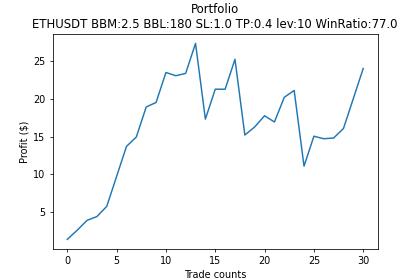 Portfolio
ETHUSDT BBM:2.5 BBL:180 SL:1.0 TP:0.4 lev:10 WinRatio:77.0
Profit ($)
25
20
15
10
5
0 5 10 15 20 25 30
Trade counts